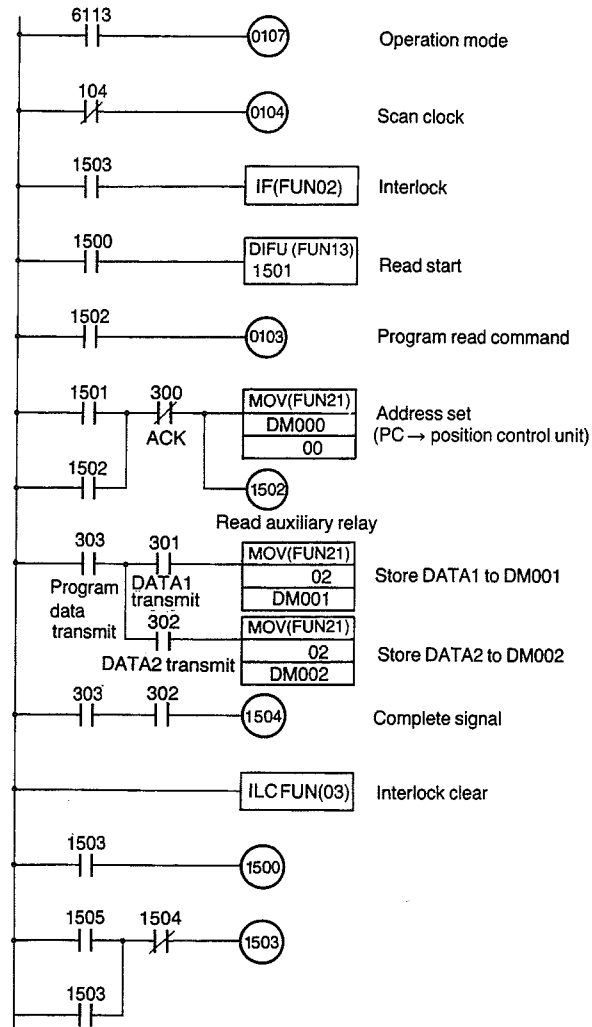 6113
0107
Operation mode
104
0104
Scan clock
1503
IF(FUN02)
Interlock
1500
DIFU (FUN13)
1501
Read start
1502
0103
Program read command
1501
300
ACK
MOV(FUN21)
DM000
00
Address set
(PC → position control unit)
1502
1502
Read auxiliary relay
303
301
MOV(FUN21)
02
DM001
Store DATA1 to DM001
Program
data
transmit
DATA1
transmit
302
DATA2 transmit
MOV(FUN21)
02
DM002
Store DATA2 to DM002
303
302
1504
Complete signal
ILC FUN(03)
Interlock clear
1503
1500
1505
1504
1503
1503